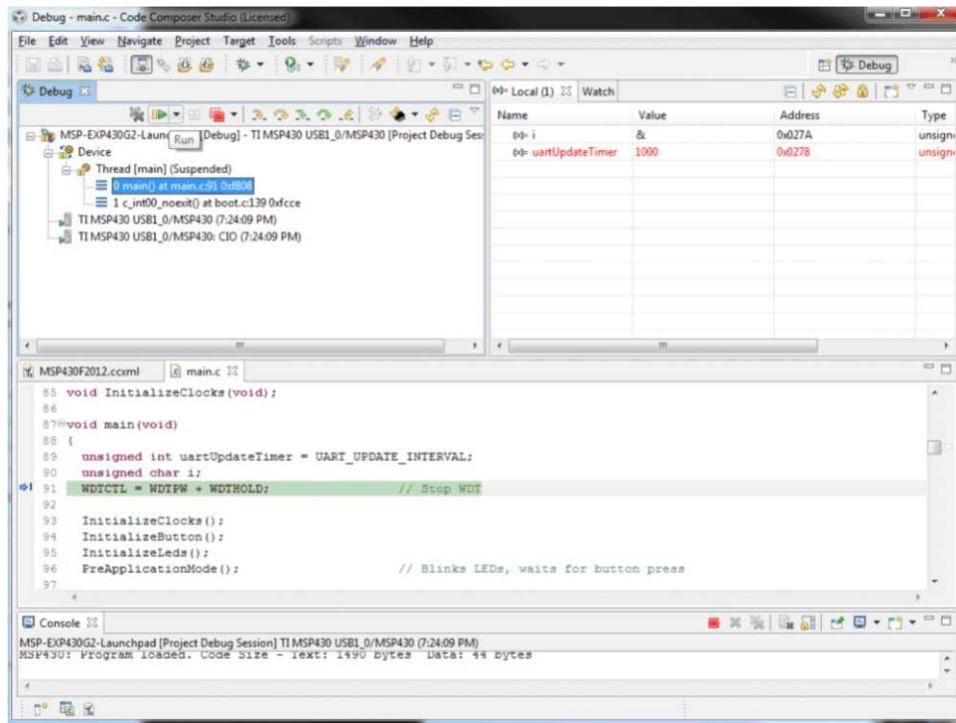 Debug - main.c - Code Composer Studio (Licensed)
File Edit View Navigate Project Target Tools Scripts Window Help
Debug
Debug
Local (1) Watch
Run
Name Value Address Type
MSP-EXP430G2-Laun [Debug] - TI MSP430 USB1_0/MSP430 [Project Debug Ses
(x)= i & 0x027A unsign
Device
(x)= uartUpdateTimer 1000 0x0278 unsign
Thread [main] (Suspended)
0 main() at main.c:91 0xf808
1 c_int00_noexit() at boot.c:139 0xfcce
TI MSP430 USB1_0/MSP430 (7:24:09 PM)
TI MSP430 USB1_0/MSP430: CIO (7:24:09 PM)
MSP430F2012.ccxml main.c
85 void InitializeClocks(void);
86
87 void main(void)
88 {
89 unsigned int uartUpdateTimer = UART_UPDATE_INTERVAL;
90 unsigned char i;
91 WDTCTL = WDTPW + WDTHOLD; // Stop WDT
92
93 InitializeClocks();
94 InitializeButton();
95 InitializeLeds();
96 PreApplicationMode(); // Blinks LEDs, waits for button press
97
Console
MSP-EXP430G2-Launchpad [Project Debug Session] TI MSP430 USB1_0/MSP430 (7:24:09 PM)
MSP430: Program loaded. Code Size - Text: 1490 bytes Data: 44 bytes